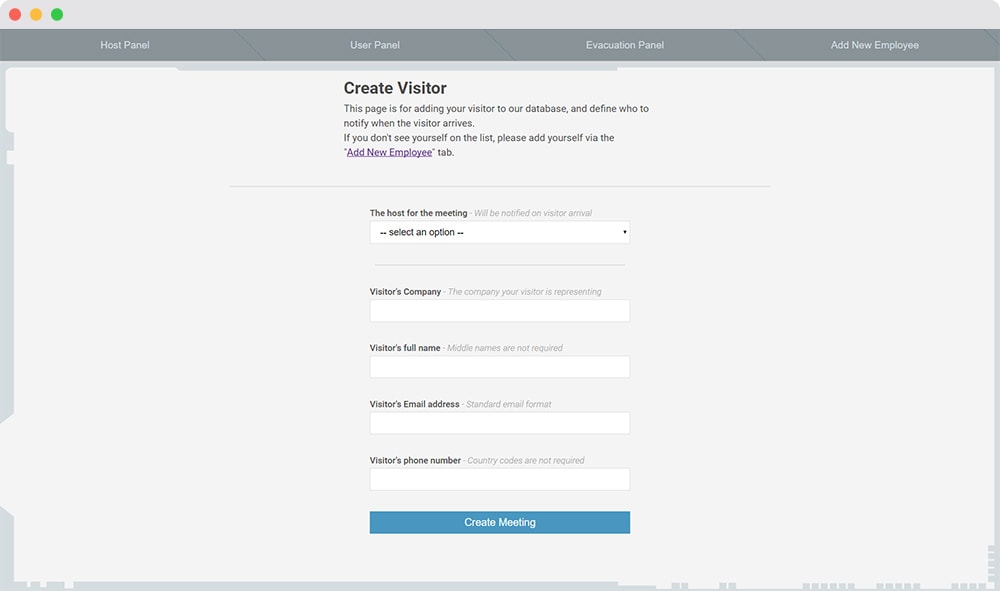 Host Panel
User Panel
Evacuation Panel
Add New Employee
Create Visitor
This page is for adding your visitor to our database, and define who to
notify when the visitor arrives.
If you don't see yourself on the list, please add yourself via the
"Add New Employee" tab.
The host for the meeting - Will be notified on visitor arrival
-- select an option --
Visitor's Company - The company your visitor is representing
Visitor's full name - Middle names are not required
Visitor's Email address - Standard email format
Visitor's phone number - Country codes are not required
Create Meeting